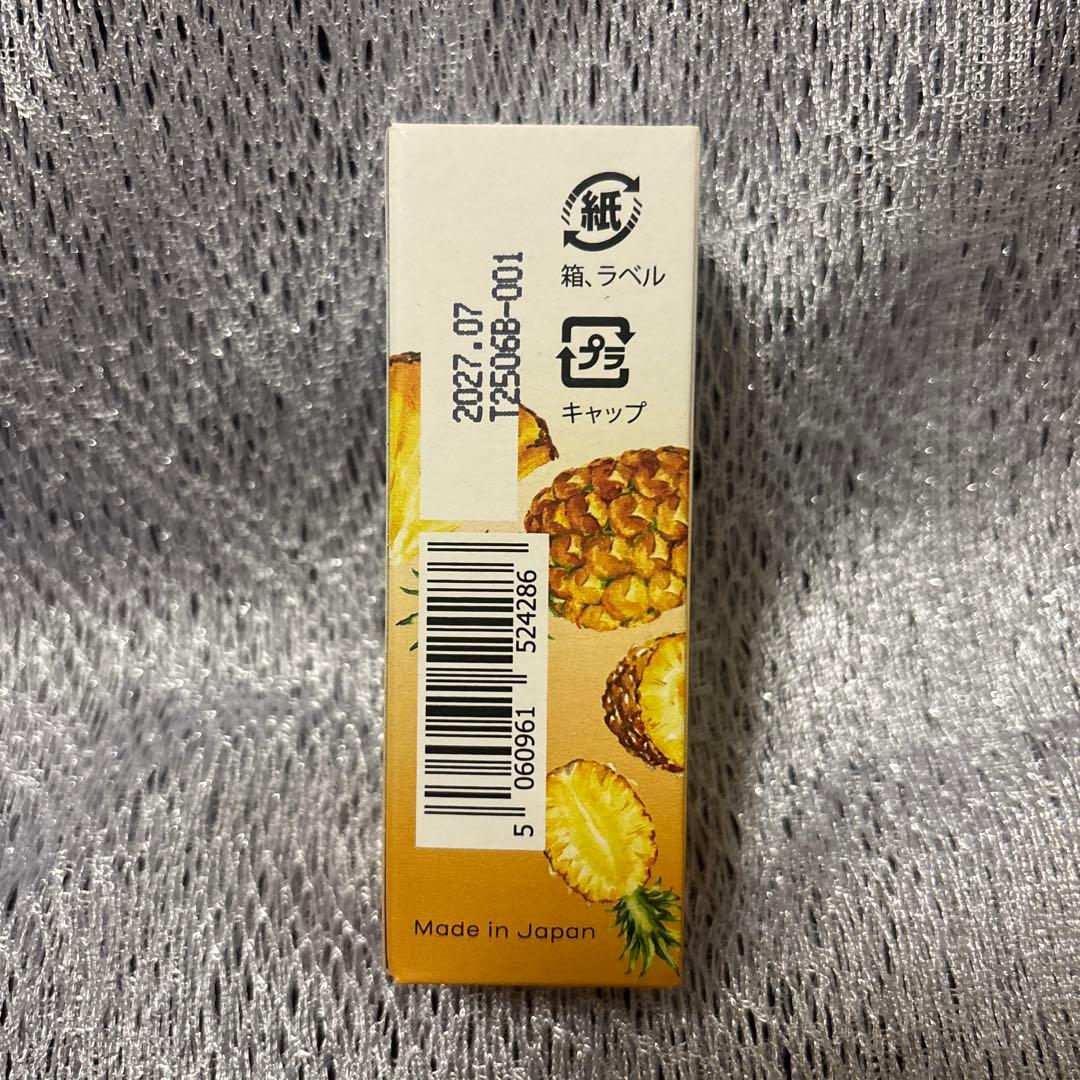 紙
箱、ラベル
プラ
キャップ
2027.07
T2506B-001
5 060961 524286
Made in Japan